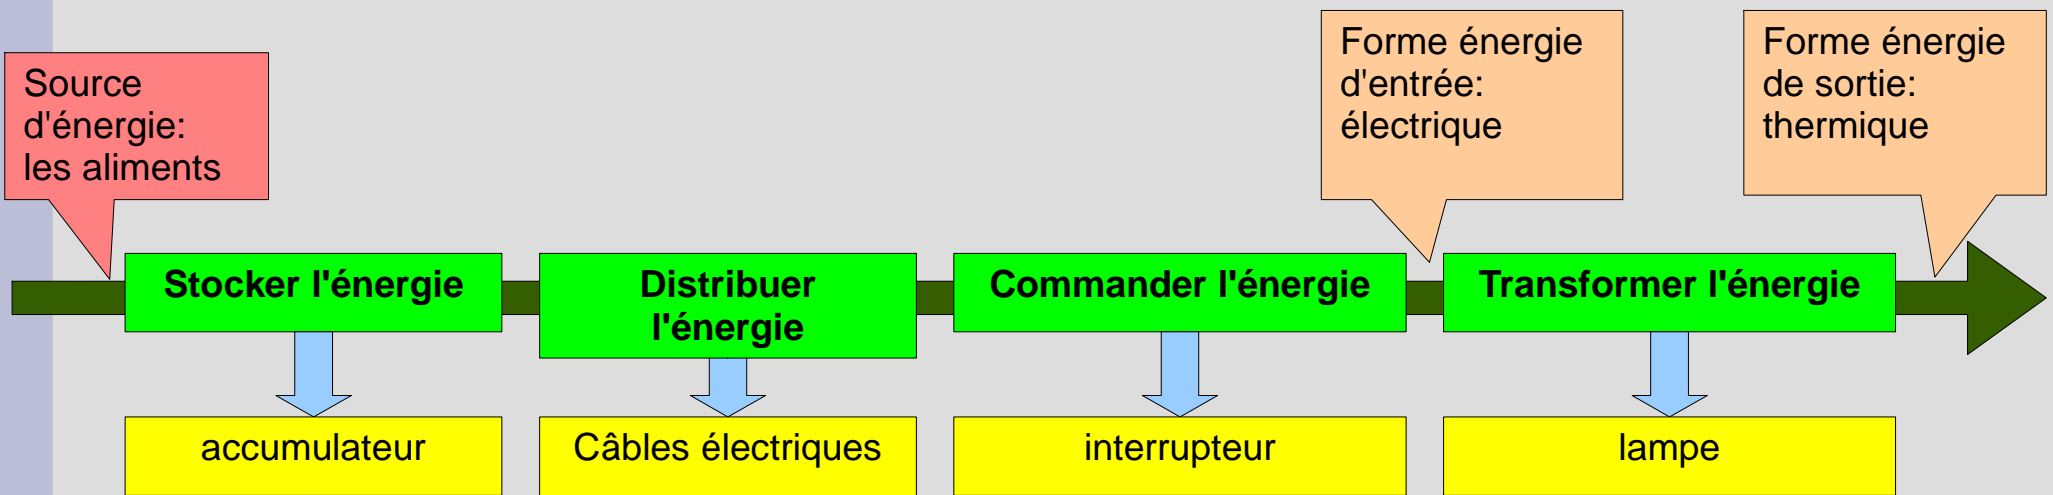 Source
d'énergie:
les aliments
Forme énergie
d'entrée:
électrique
Forme énergie
de sortie:
thermique
Stocker l'énergie
Distribuer
l'énergie
Commander l'énergie
Transformer l'énergie
accumulateur
Câbles électriques
interrupteur
lampe